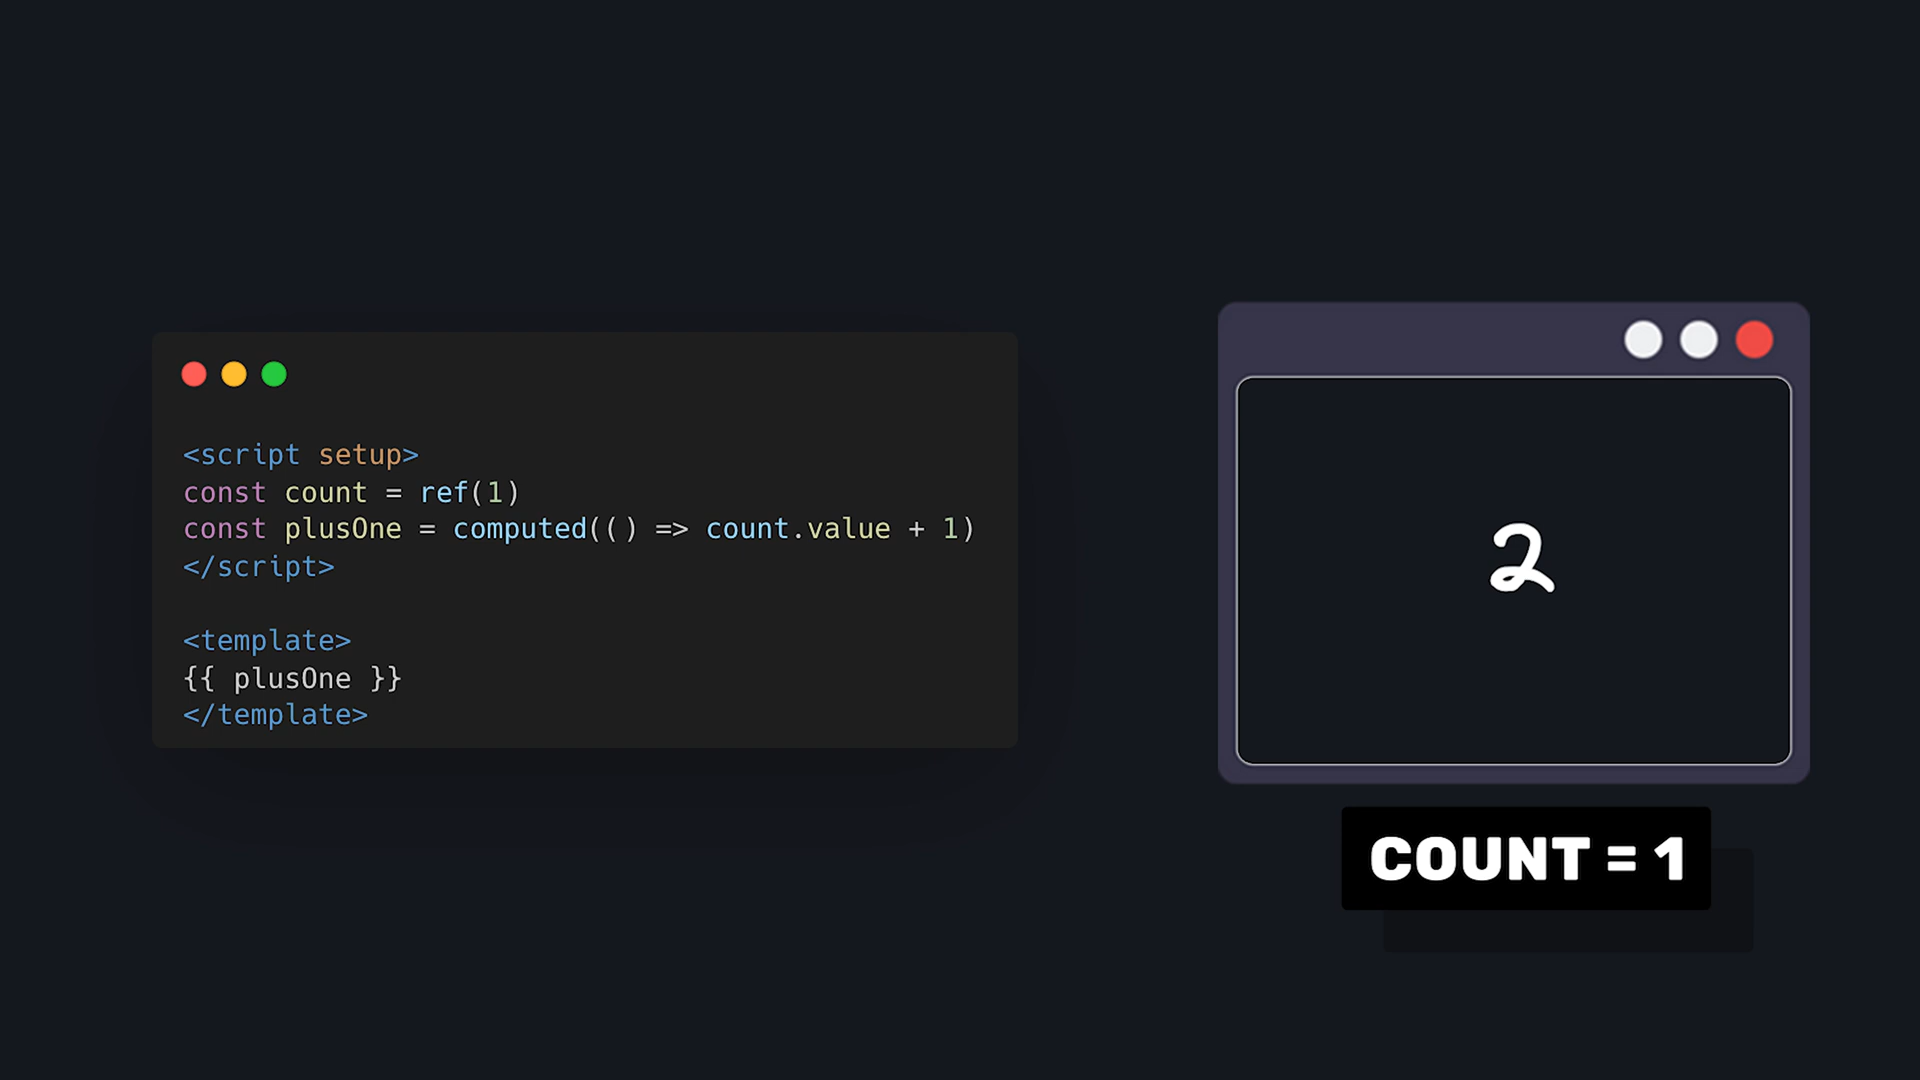 <script setup>
const count = ref(1)
const plusOne = computed(() => count.value + 1)
</script>
<template>
{{ plusOne }}
</template>
2
COUNT = 1